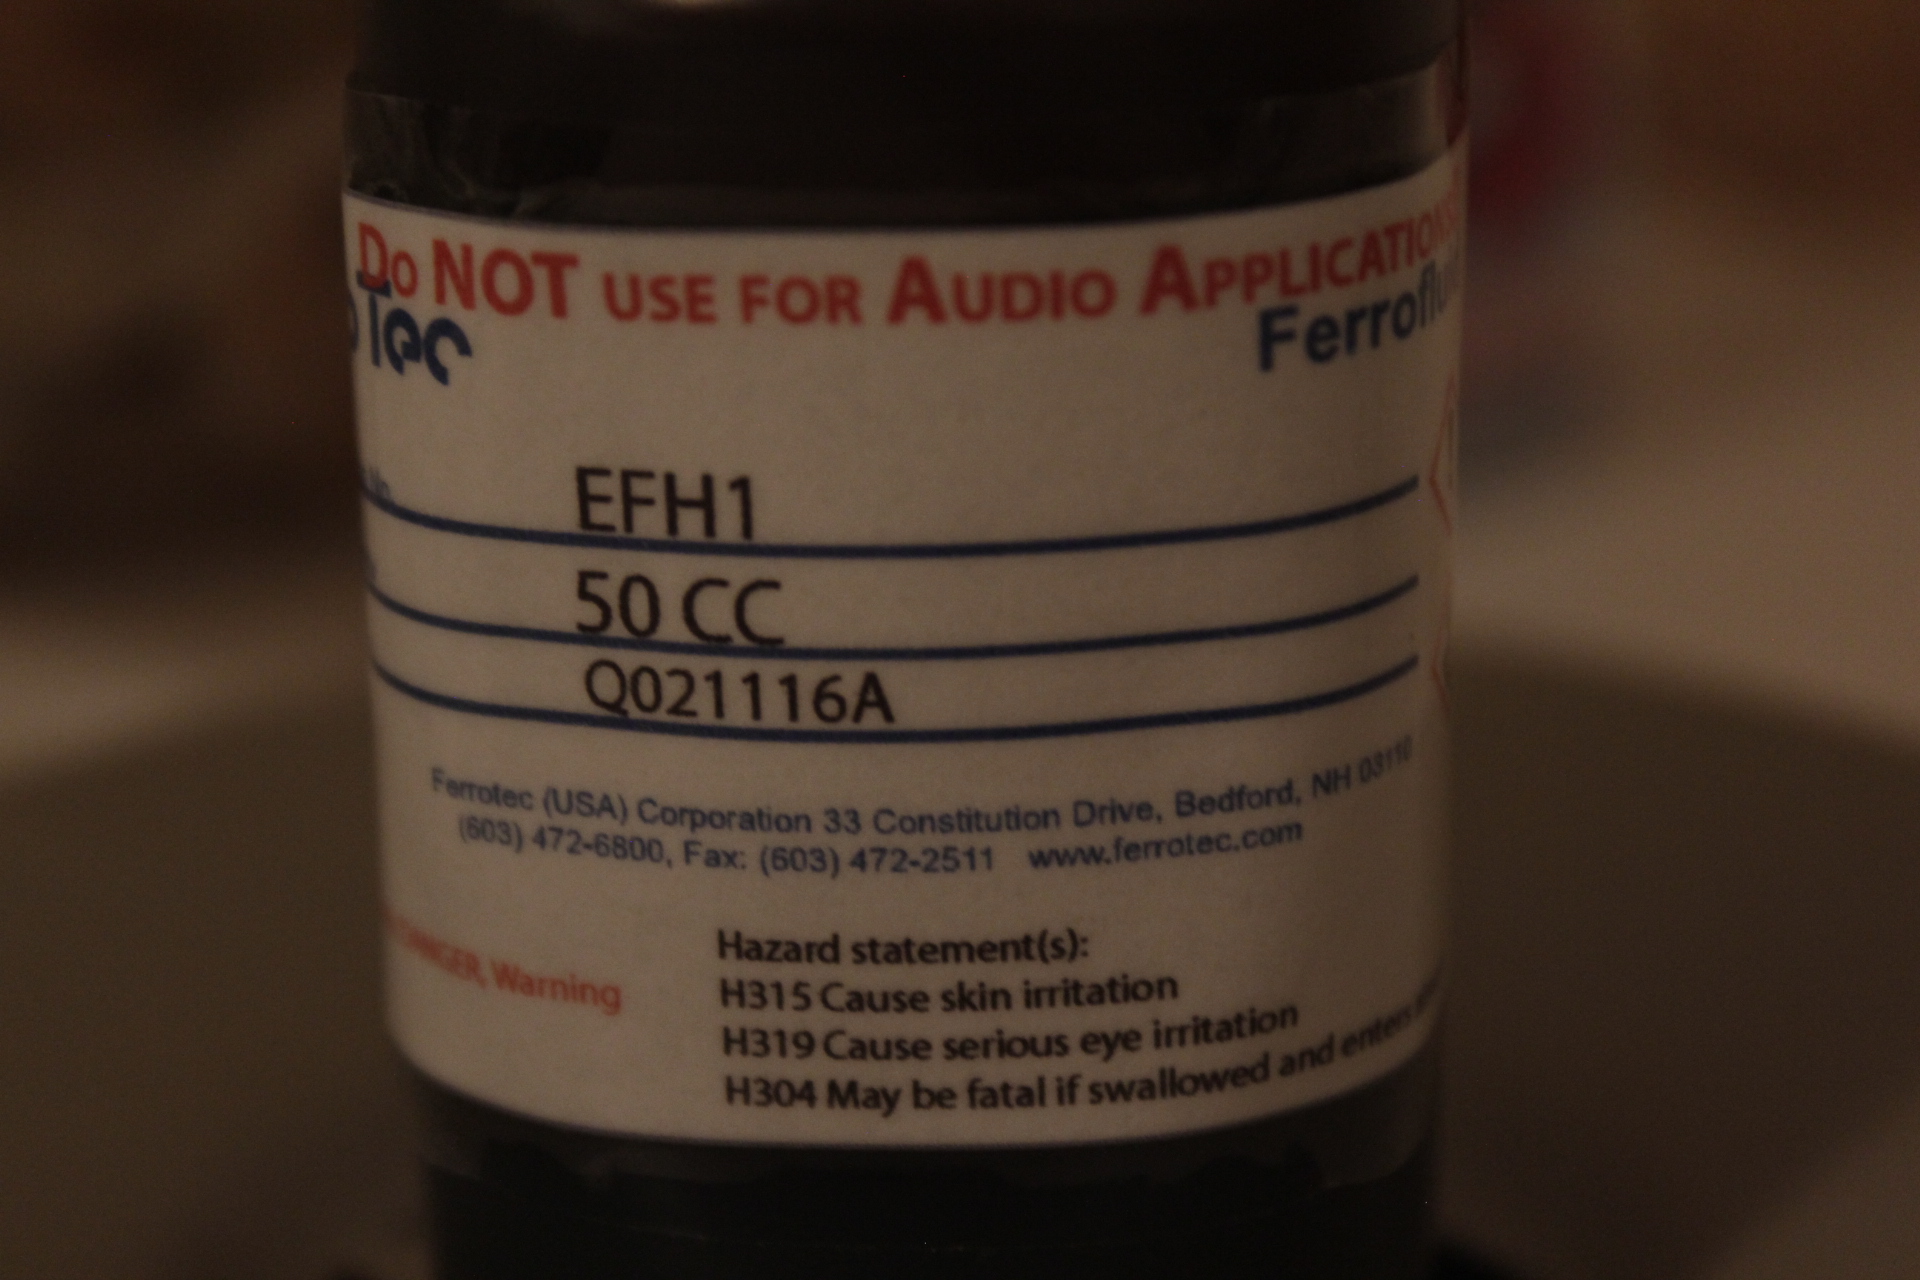 Do NOT USE FOR AUDIO APPLICATIONS
Tec
Ferroflu
EFH1
50 CC
Q021116A
Ferrotec (USA) Corporation 33 Constitution Drive, Bedford, NH 03110
(603) 472-6800, Fax: (603) 472-2511 www.ferrotec.com
DANGER, Warning
Hazard statement(s):
H315 Cause skin irritation
H319 Cause serious eye irritation
H304 May be fatal if swallowed and enters